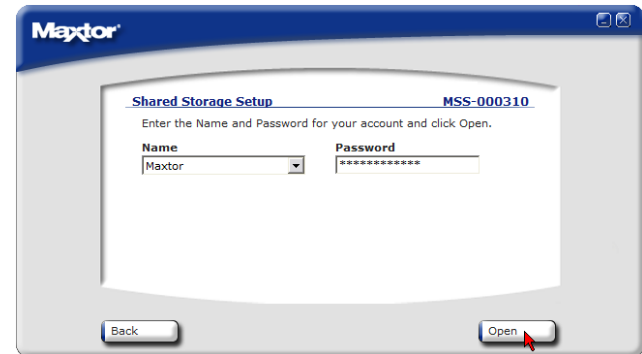 Maxtor
Shared Storage Setup MSS-000310
Enter the Name and Password for your account and click Open.
Name Password
Maxtor ************
Back Open